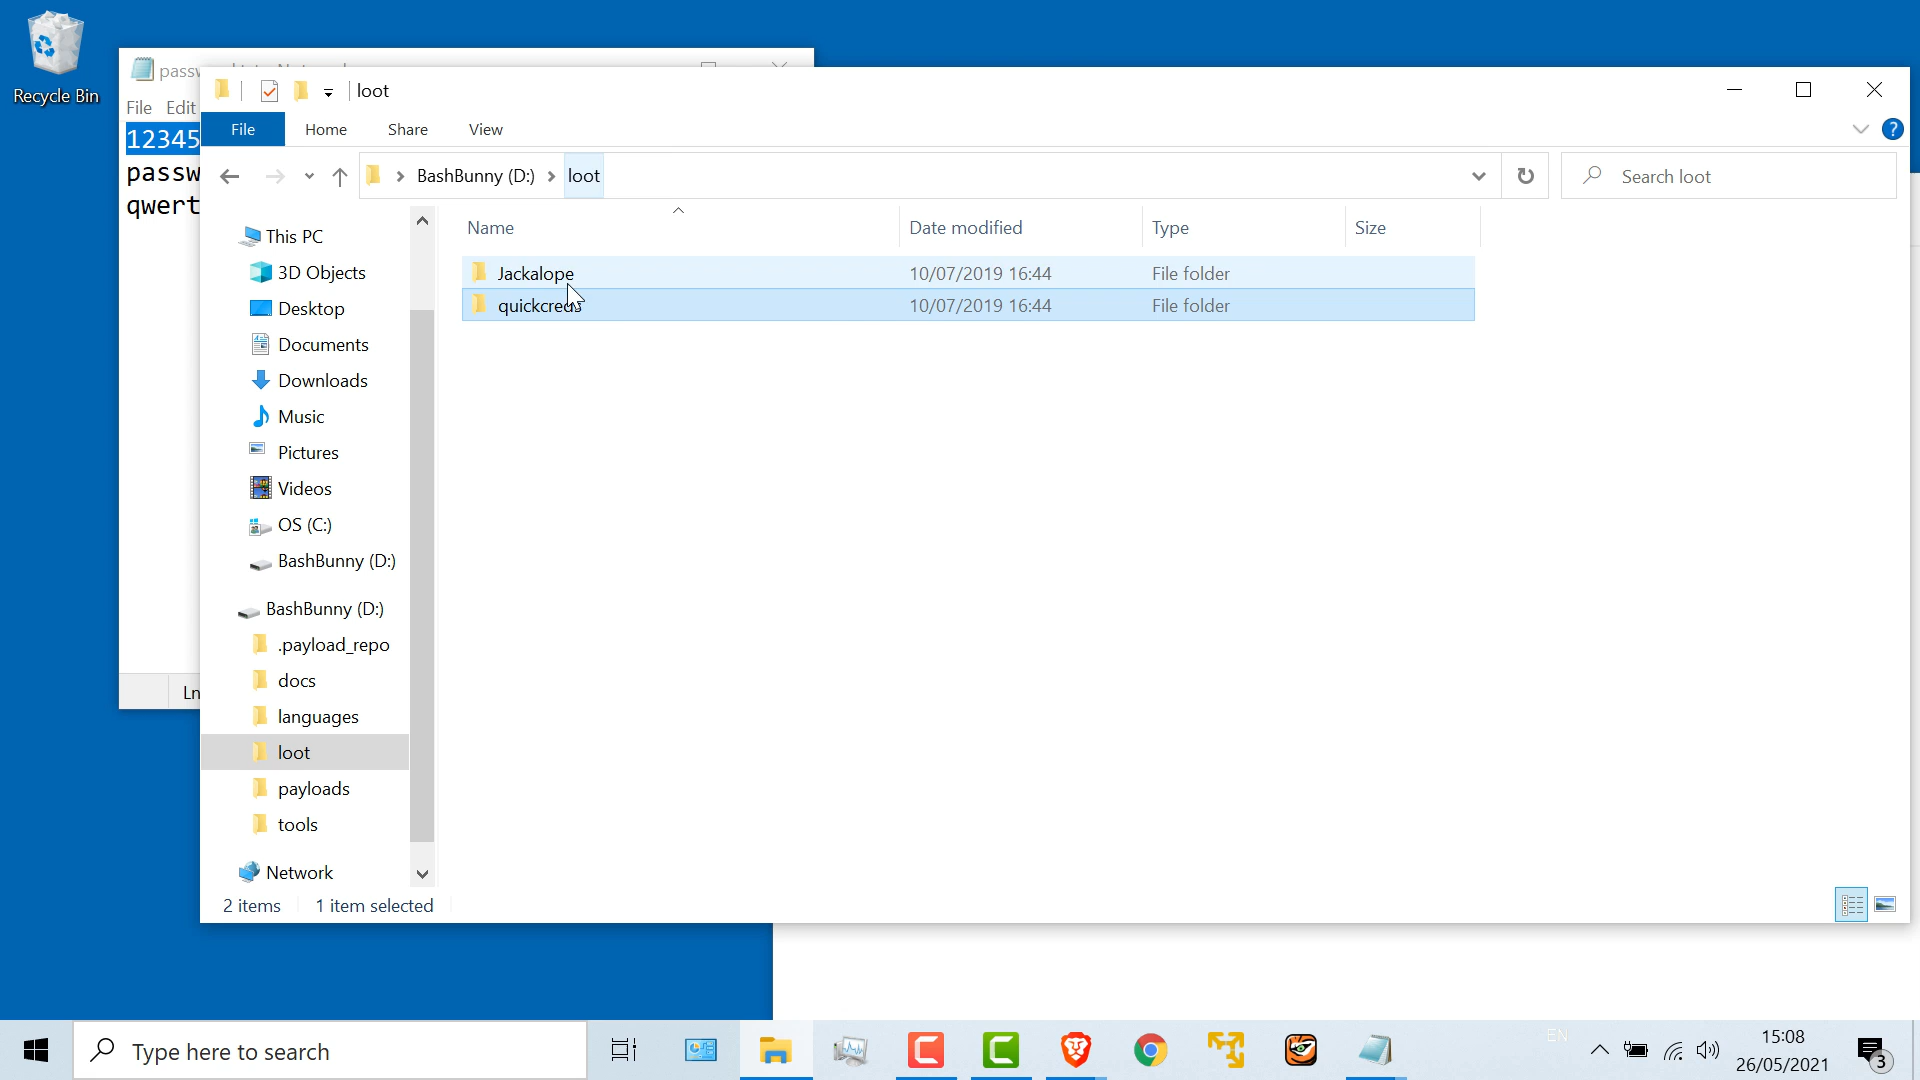 Recycle Bin
File Edit
12345
passw
qwert
Ln
loot
File Home Share View
BashBunny (D:) loot
Search loot
Name Date modified Type Size
Jackalope 10/07/2019 16:44 File folder
quickcreds 10/07/2019 16:44 File folder
This PC
3D Objects
Desktop
Documents
Downloads
Music
Pictures
Videos
OS (C:)
BashBunny (D:)
BashBunny (D:)
.payload_repo
docs
languages
loot
payloads
tools
Network
2 items 1 item selected
Type here to search
EN
15:08
26/05/2021
3